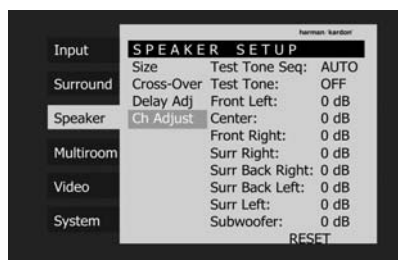 harman/kardon
SPEAKER SETUP
Input
Surround
Speaker
Multiroom
Video
System
Size
Cross-Over
Delay Adj
Ch Adjust
Test Tone Seq: AUTO
Test Tone: OFF
Front Left: 0 dB
Center: 0 dB
Front Right: 0 dB
Surr Right: 0 dB
Surr Back Right: 0 dB
Surr Back Left: 0 dB
Surr Left: 0 dB
Subwoofer: 0 dB
RESET